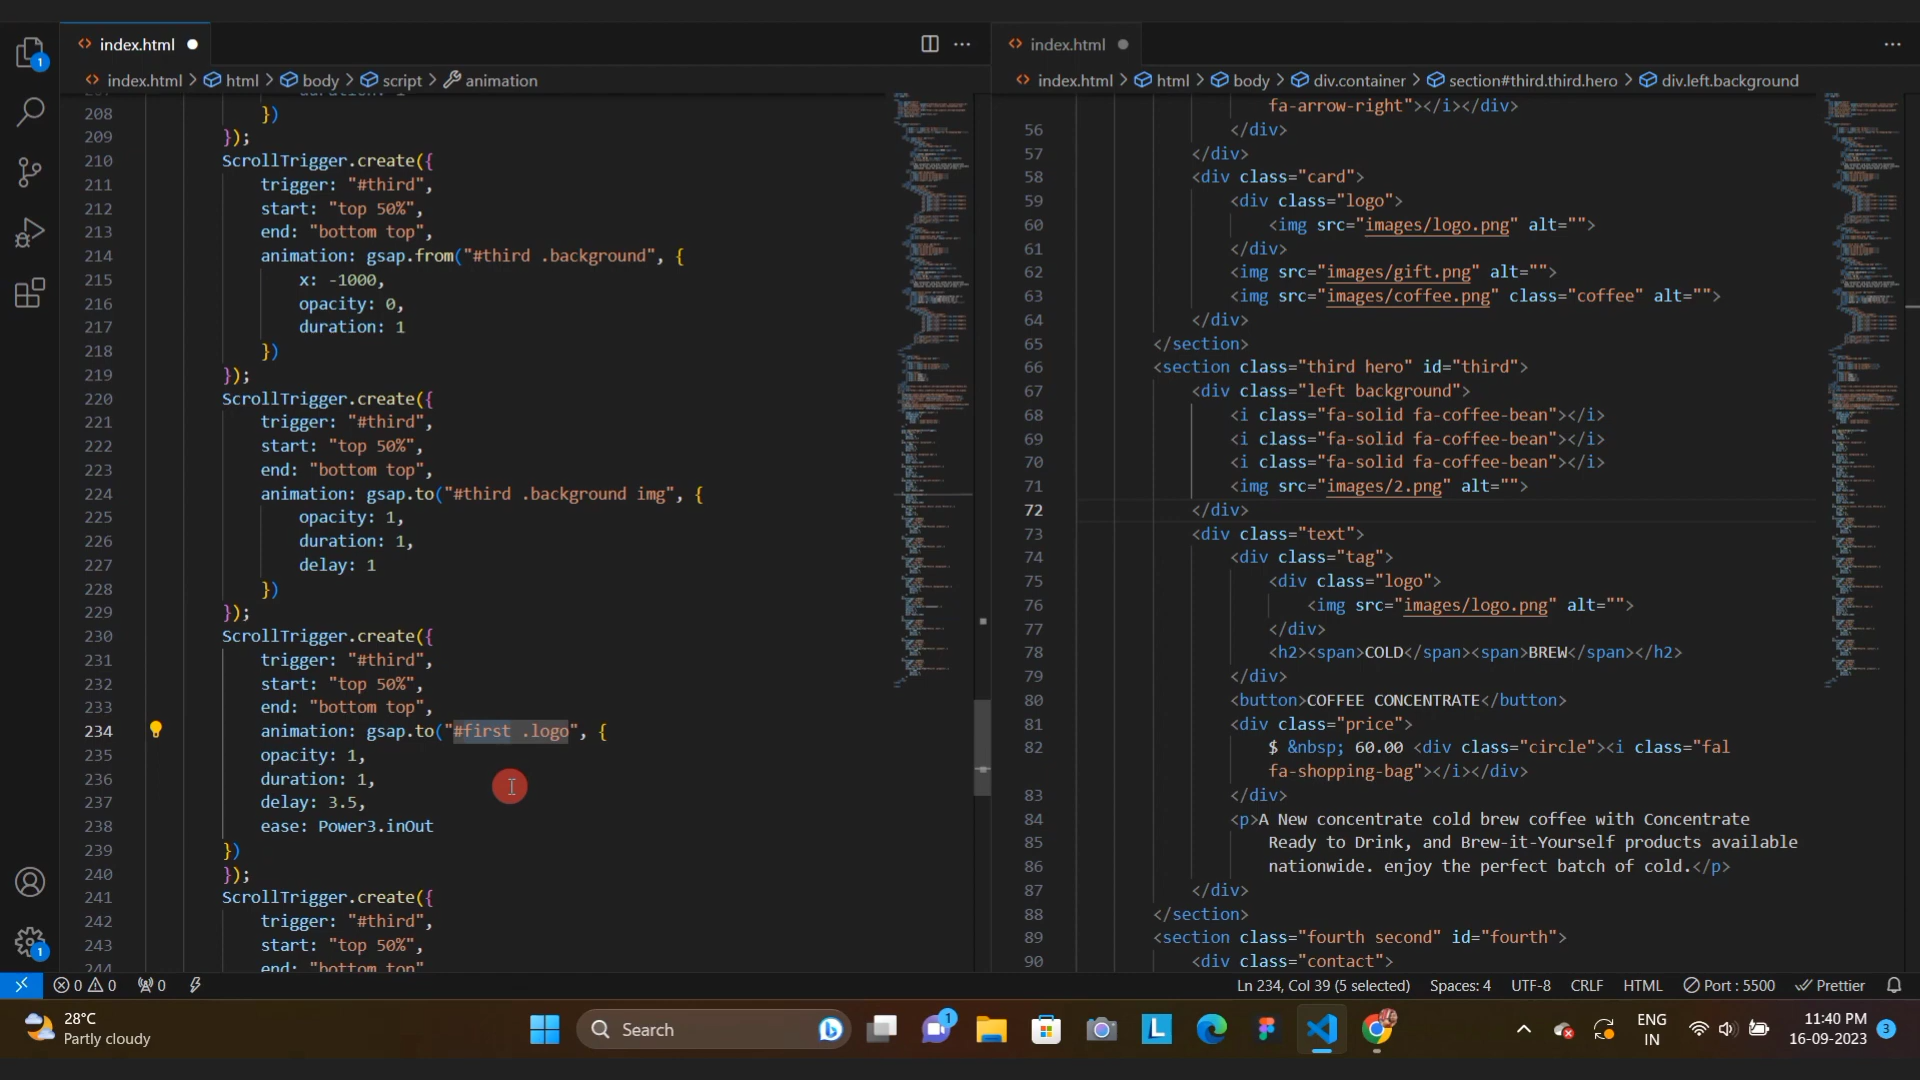 index.html
index.html
index.html > html > body > script > animation
index.html > html > body > div.container > section#third.third.hero > div.left.background
208 })
209 });
210 ScrollTrigger.create({
211 trigger: "#third",
212 start: "top 50%",
213 end: "bottom top",
214 animation: gsap.from("#third .background", {
215 x: -1000,
216 opacity: 0,
217 duration: 1
218 })
219 });
220 ScrollTrigger.create({
221 trigger: "#third",
222 start: "top 50%",
223 end: "bottom top",
224 animation: gsap.to("#third .background img", {
225 opacity: 1,
226 duration: 1,
227 delay: 1
228 })
229 });
230 ScrollTrigger.create({
231 trigger: "#third",
232 start: "top 50%",
233 end: "bottom top",
234 animation: gsap.to("#first .logo", {
235 opacity: 1,
236 duration: 1,
237 delay: 3.5,
238 ease: Power3.inOut
239 })
240 });
241 ScrollTrigger.create({
242 trigger: "#third",
243 start: "top 50%",
244 end: "bottom top"
fa-arrow-right"></i></div>
56 </div>
57 </div>
58 <div class="card">
59 <div class="logo">
60 <img src="images/logo.png" alt="">
61 </div>
62 <img src="images/gift.png" alt="">
63 <img src="images/coffee.png" class="coffee" alt="">
64 </div>
65 </section>
66 <section class="third hero" id="third">
67 <div class="left background">
68 <i class="fa-solid fa-coffee-bean"></i>
69 <i class="fa-solid fa-coffee-bean"></i>
70 <i class="fa-solid fa-coffee-bean"></i>
71 <img src="images/2.png" alt="">
72 </div>
73 <div class="text">
74 <div class="tag">
75 <div class="logo">
76 <img src="images/logo.png" alt="">
77 </div>
78 <h2><span>COLD</span><span>BREW</span></h2>
79 </div>
80 <button>COFFEE CONCENTRATE</button>
81 <div class="price">
82 $ &nbsp; 60.00 <div class="circle"><i class="fal
fa-shopping-bag"></i></div>
83 </div>
84 <p>A New concentrate cold brew coffee with Concentrate
85 Ready to Drink, and Brew-it-Yourself products available
86 nationwide. enjoy the perfect batch of cold.</p>
87 </div>
88 </section>
89 <section class="fourth second" id="fourth">
90 <div class="contact">
0 0 0
Ln 234, Col 39 (5 selected) Spaces: 4 UTF-8 CRLF HTML Port : 5500 Prettier
28°C
Partly cloudy
Search
ENG
IN
11:40 PM
16-09-2023
3